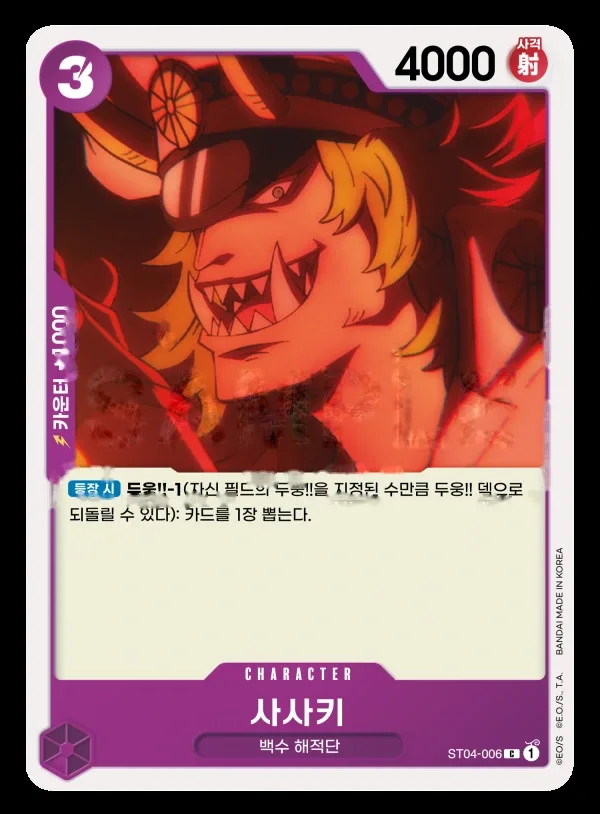 3
4000
사격
射
카운터 +1000
SAMPLE
등장 시 두웅!!-1(자신 필드의 두웅!!을 지정된 수만큼 두웅!! 덱으로
되돌릴 수 있다): 카드를 1장 뽑는다.
CHARACTER
사사키
백수 해적단
ST04-006 C 1
©EO/S ©E.O./S., T.A. BANDAI MADE IN KOREA